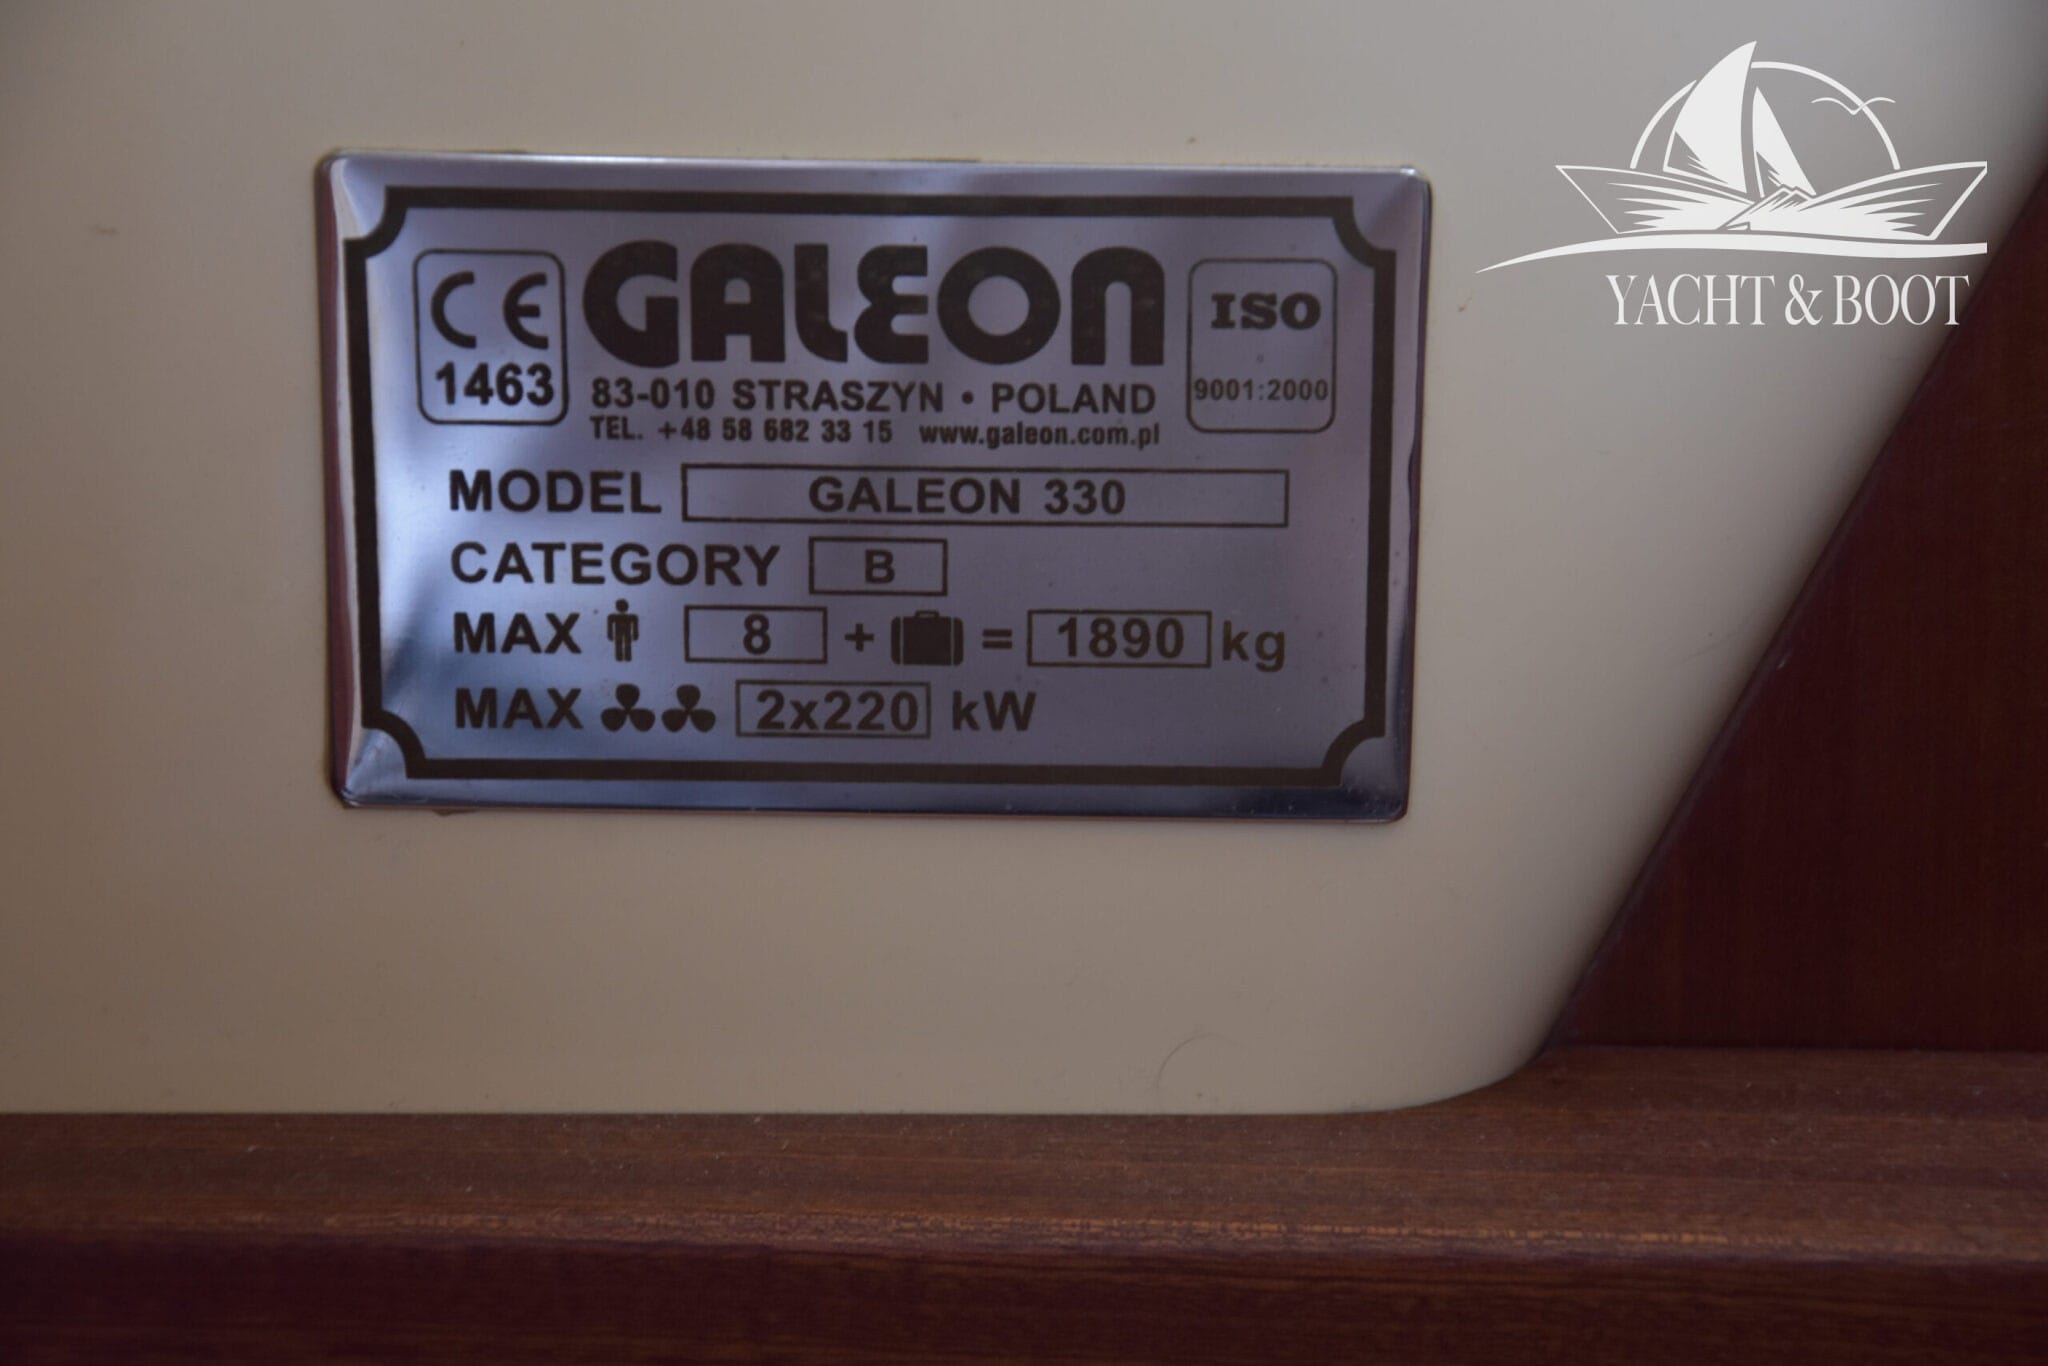 CE
1463
GALEON
83-010 STRASZYN • POLAND
TEL. +48 58 682 33 15 www.galeon.com.pl
ISO
9001:2000
MODEL GALEON 330
CATEGORY B
MAX 8 + = 1890 kg
MAX 2x220 kW
YACHT & BOOT